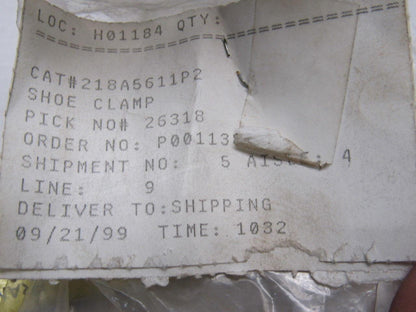 LOC: H01184 QTY:
==============================
CAT#218A5611P2
SHOE CLAMP
PICK NO# 26318
ORDER NO:
SHIPMENT NO: 5 : 4
LINE: 9
DELIVER TO:SHIPPING
09/21/99 TIME: 1032